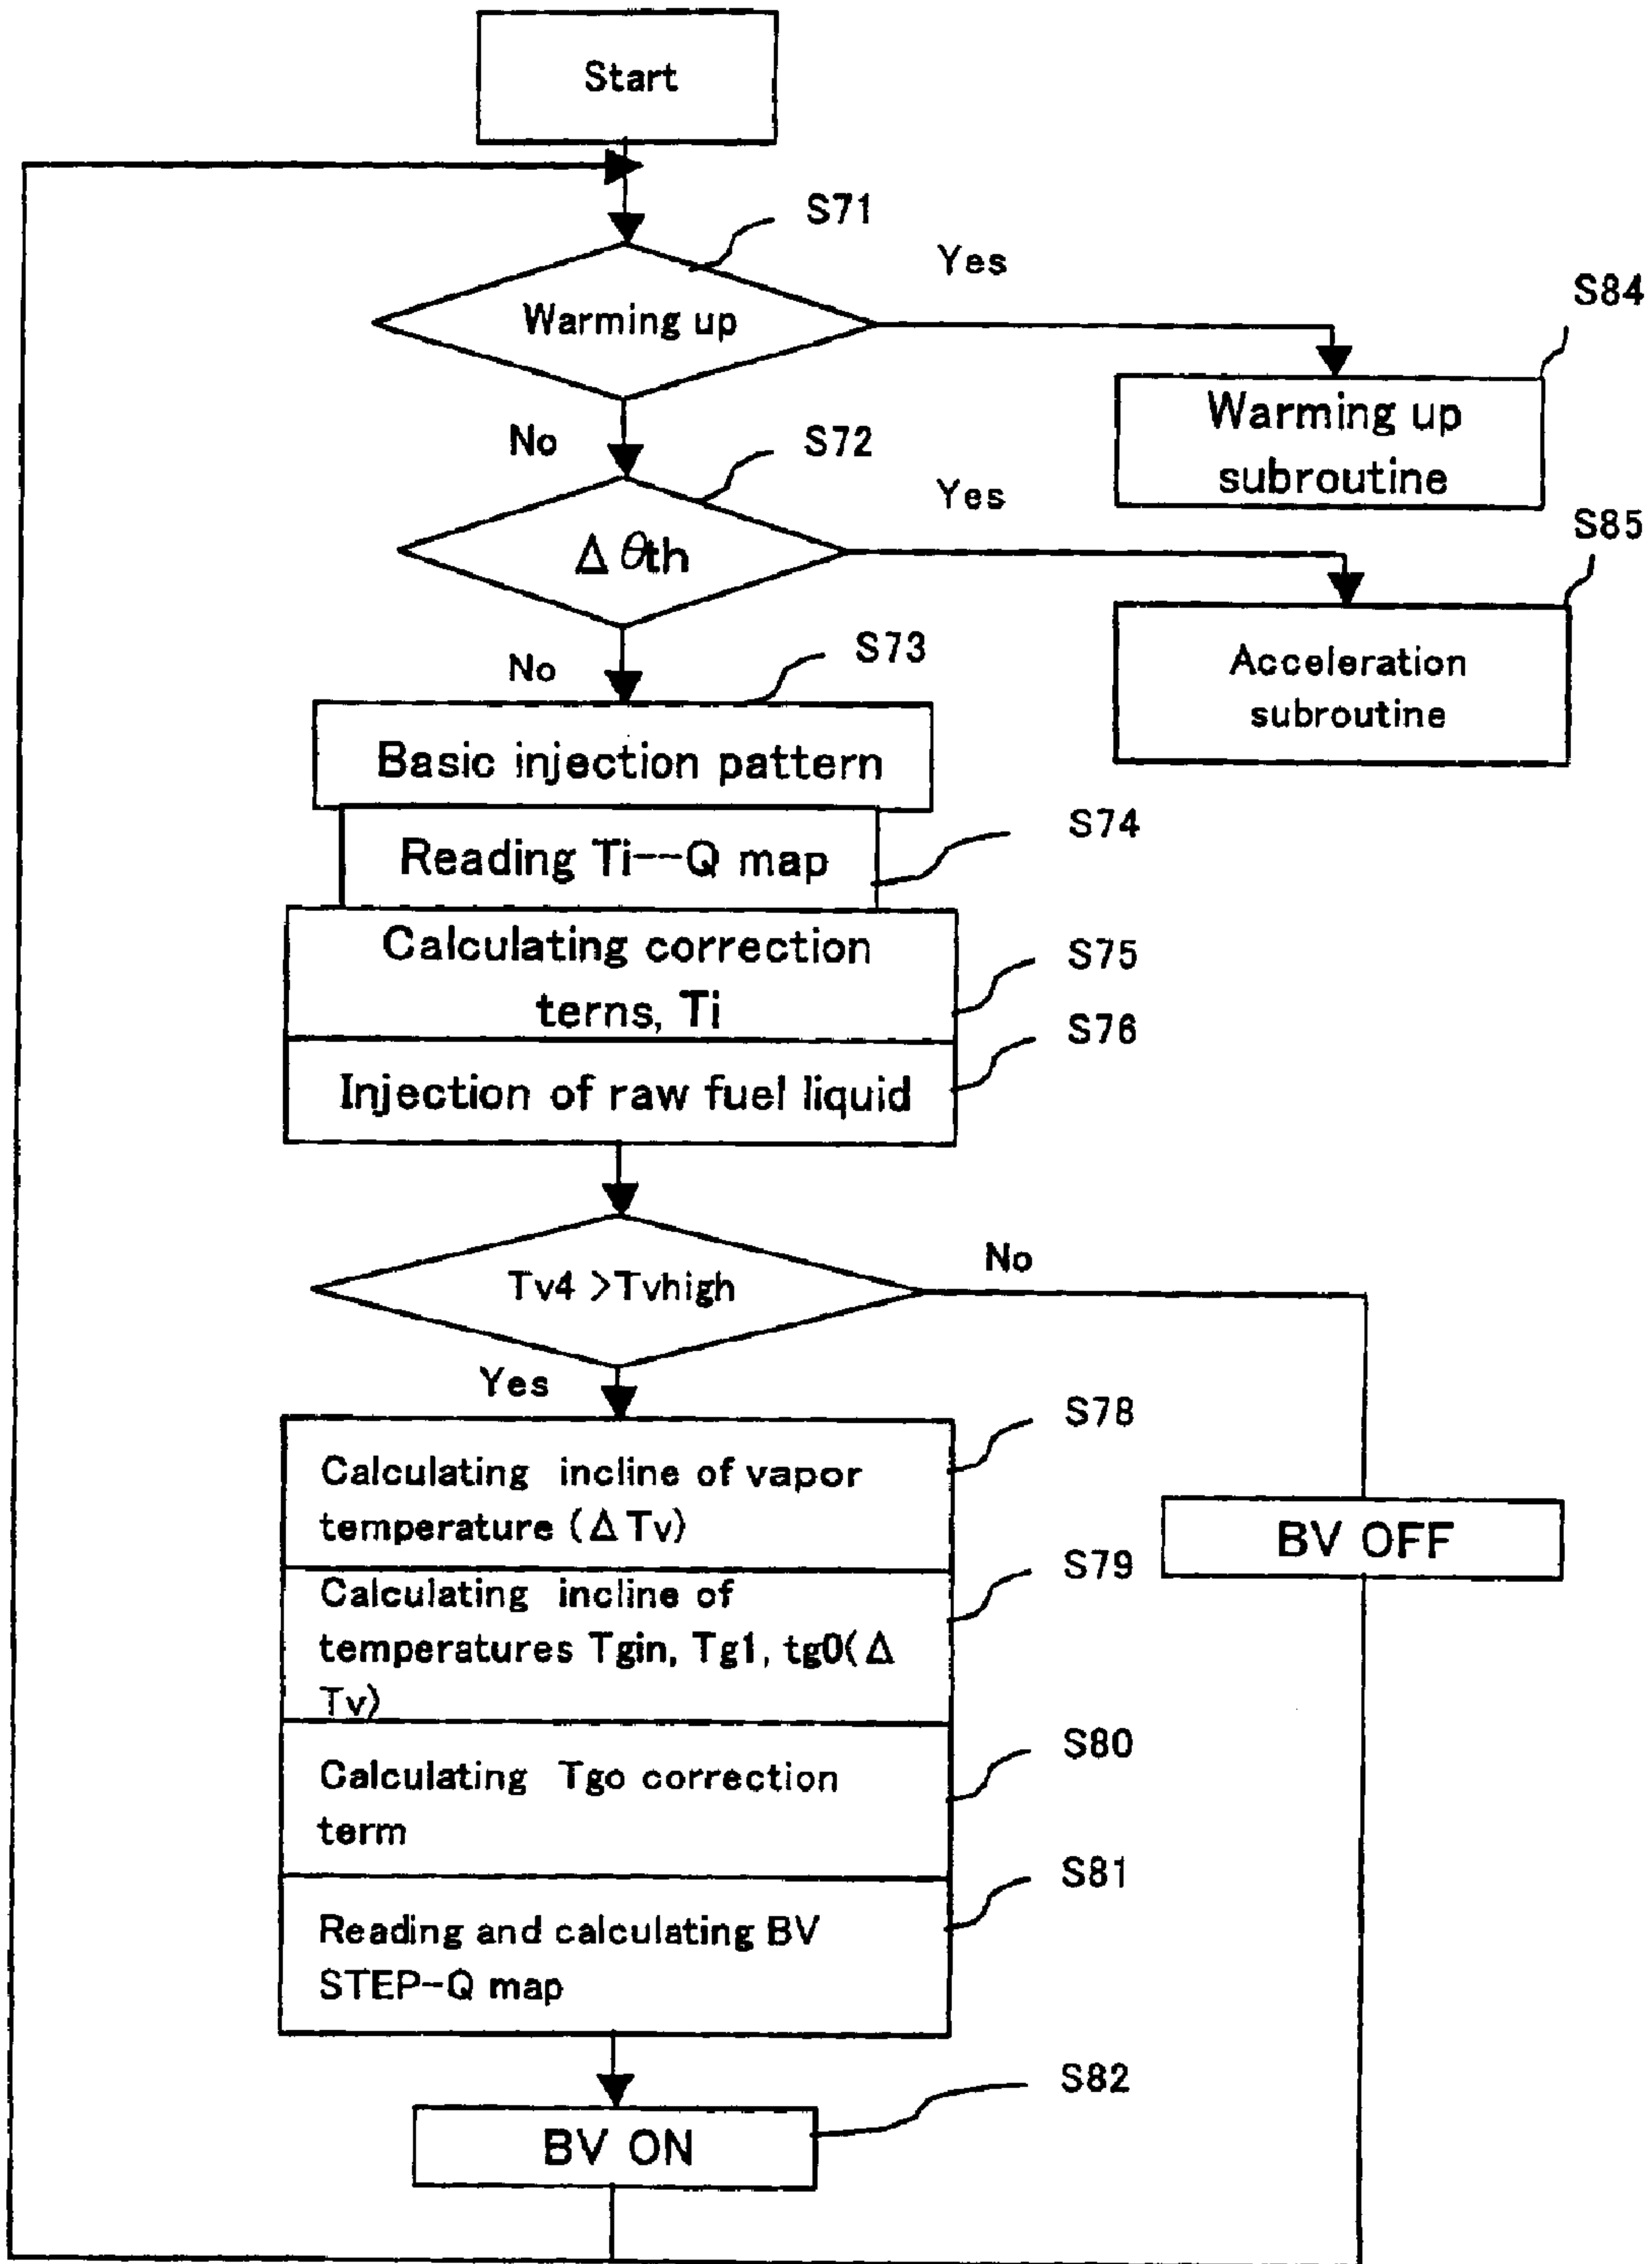 Start
S71
Yes
Warming up
S84
Warming up
subroutine
No
S72
Yes
Δθth
S85
Acceleration
subroutine
No
S73
Basic injection pattern
S74
Reading Ti--Q map
Calculating correction
terns, Ti
S75
S76
Injection of raw fuel liquid
No
Tv4 >Tvhigh
Yes
S78
Calculating incline of vapor
temperature (ΔTv)
BV OFF
S79
Calculating incline of
temperatures Tgin, Tg1, tg0(Δ
Tv)
S80
Calculating Tgo correction
term
S81
Reading and calculating BV
STEP-Q map
S82
BV ON